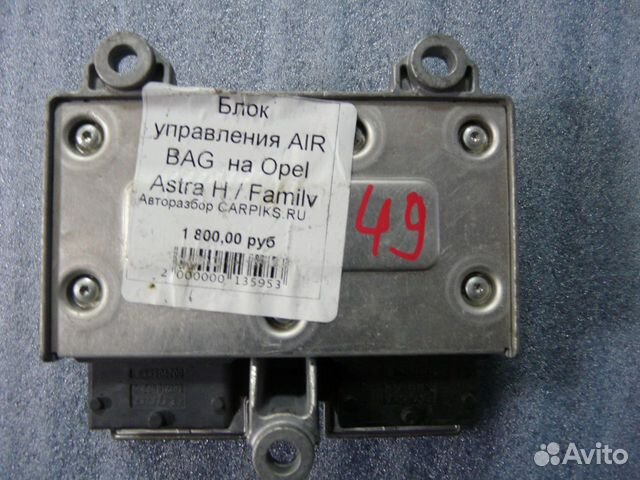 Блок
управления AIR
BAG на Opel
Astra H / Family
Авторазбор CARPIKS.RU
1 800,00 руб
2 000000 135953
49
Avito